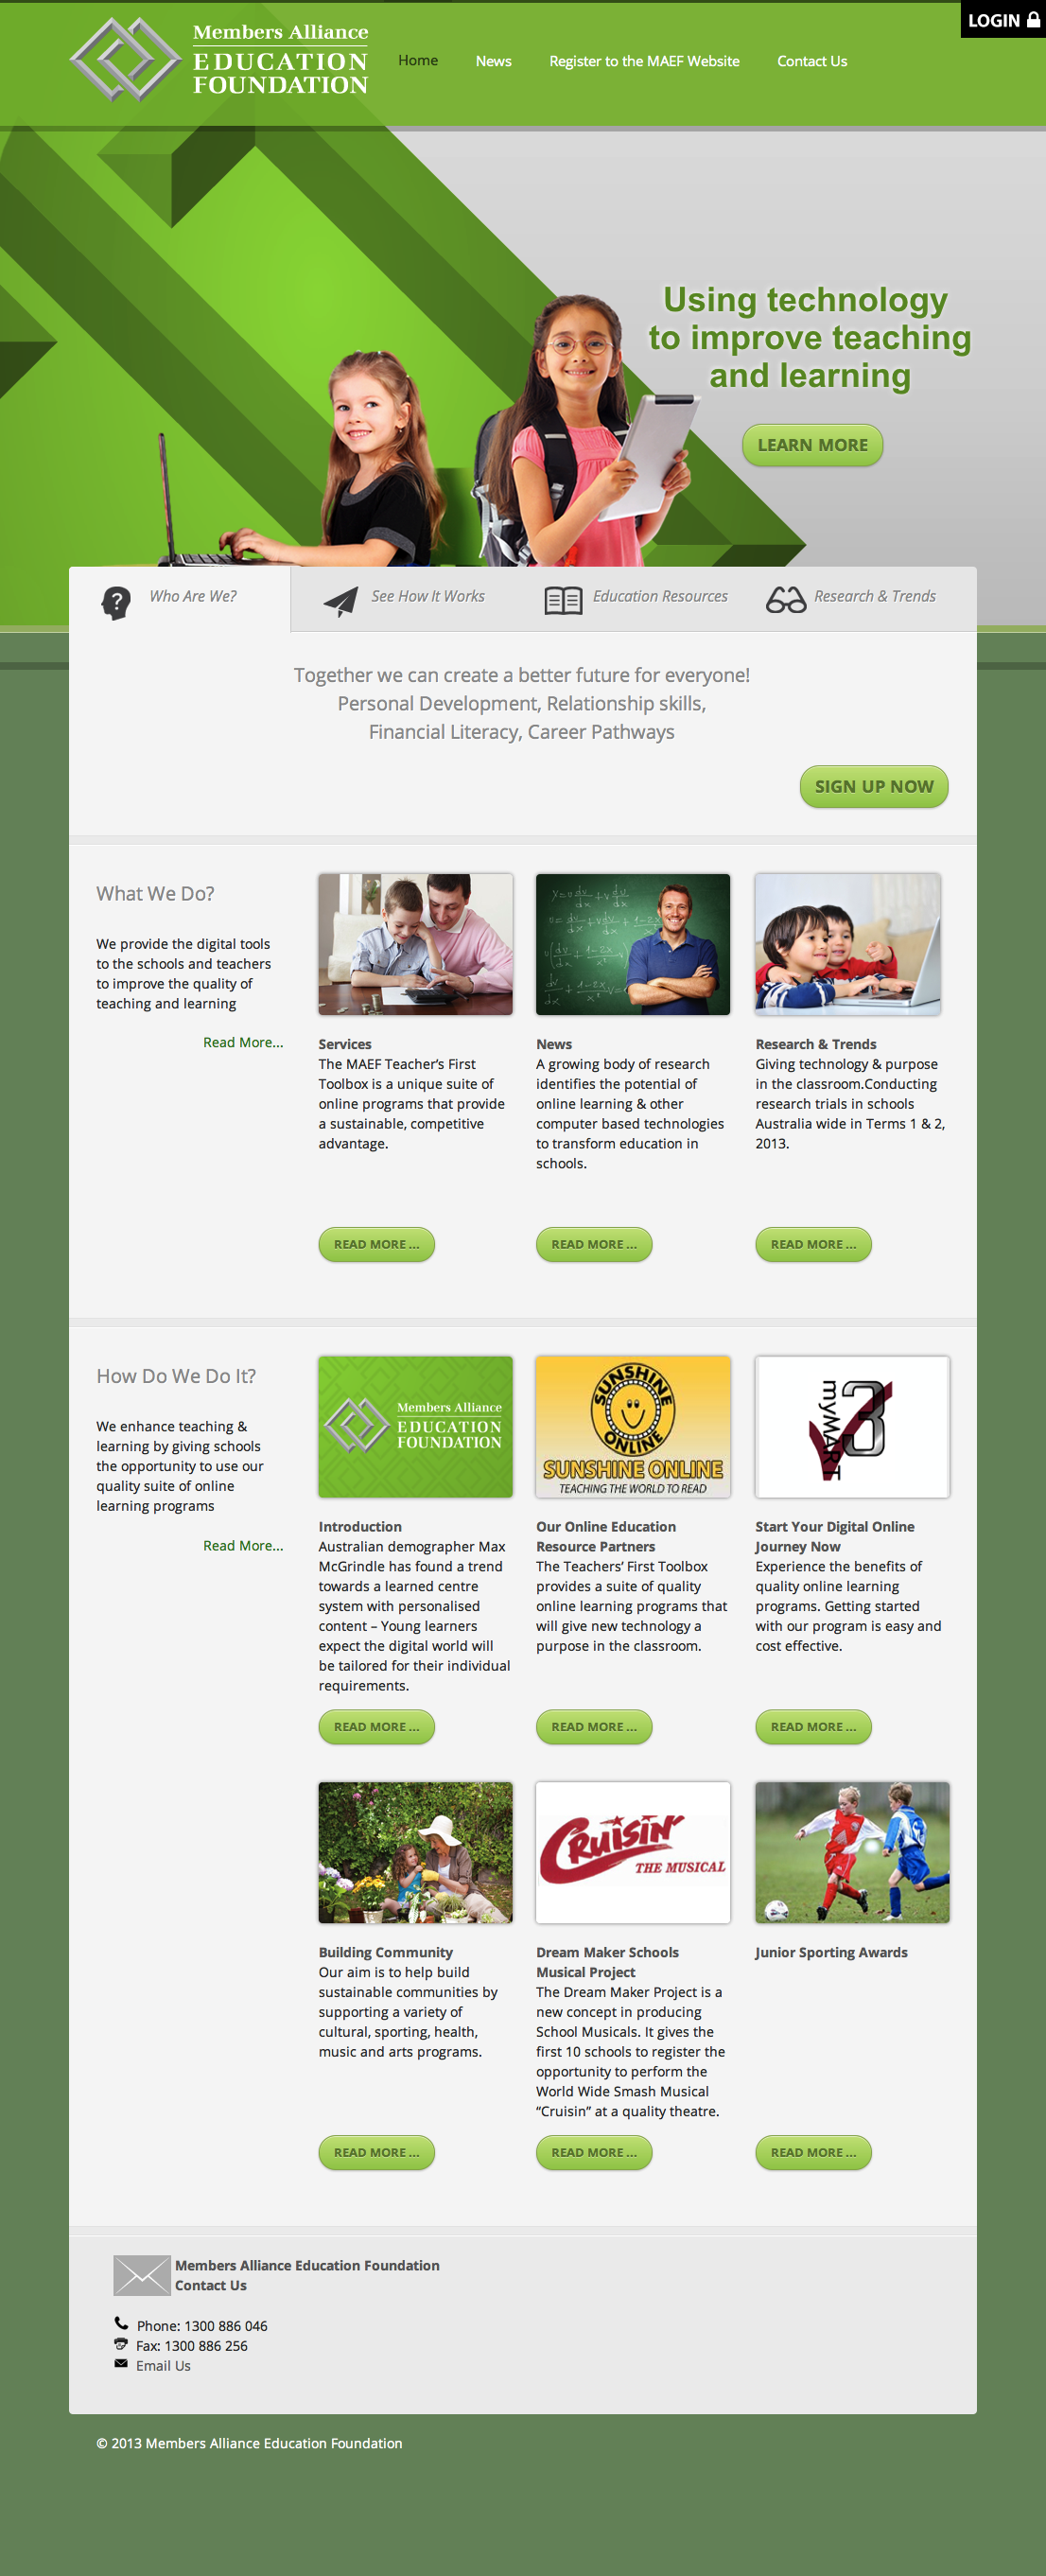 LOGIN
Members Alliance
EDUCATION
FOUNDATION
Home
News
Register to the MAEF Website
Contact Us
Using technology
to improve teaching
and learning
LEARN MORE
Who Are We?
See How It Works
Education Resources
Research & Trends
Together we can create a better future for everyone!
Personal Development, Relationship skills,
Financial Literacy, Career Pathways
SIGN UP NOW
What We Do?
We provide the digital tools
to the schools and teachers
to improve the quality of
teaching and learning
Read More...
Services
The MAEF Teacher’s First
Toolbox is a unique suite of
online programs that provide
a sustainable, competitive
advantage.
READ MORE ...
News
A growing body of research
identifies the potential of
online learning & other
computer based technologies
to transform education in
schools.
READ MORE ...
Research & Trends
Giving technology & purpose
in the classroom.Conducting
research trials in schools
Australia wide in Terms 1 & 2,
2013.
READ MORE ...
How Do We Do It?
We enhance teaching &
learning by giving schools
the opportunity to use our
quality suite of online
learning programs
Read More...
Members Alliance
EDUCATION
FOUNDATION
Introduction
Australian demographer Max
McGrindle has found a trend
towards a learned centre
system with personalised
content – Young learners
expect the digital world will
be tailored for their individual
requirements.
READ MORE ...
SUNSHINE
ONLINE
SUNSHINE ONLINE
TEACHING THE WORLD TO READ
Our Online Education
Resource Partners
The Teachers’ First Toolbox
provides a suite of quality
online learning programs that
will give new technology a
purpose in the classroom.
READ MORE ...
myMART
3
Start Your Digital Online
Journey Now
Experience the benefits of
quality online learning
programs. Getting started
with our program is easy and
cost effective.
READ MORE ...
Building Community
Our aim is to help build
sustainable communities by
supporting a variety of
cultural, sporting, health,
music and arts programs.
READ MORE ...
CRUISIN'
THE MUSICAL
Dream Maker Schools
Musical Project
The Dream Maker Project is a
new concept in producing
School Musicals. It gives the
first 10 schools to register the
opportunity to perform the
World Wide Smash Musical
“Cruisin” at a quality theatre.
READ MORE ...
Junior Sporting Awards
READ MORE ...
Members Alliance Education Foundation
Contact Us
Phone: 1300 886 046
Fax: 1300 886 256
Email Us
© 2013 Members Alliance Education Foundation